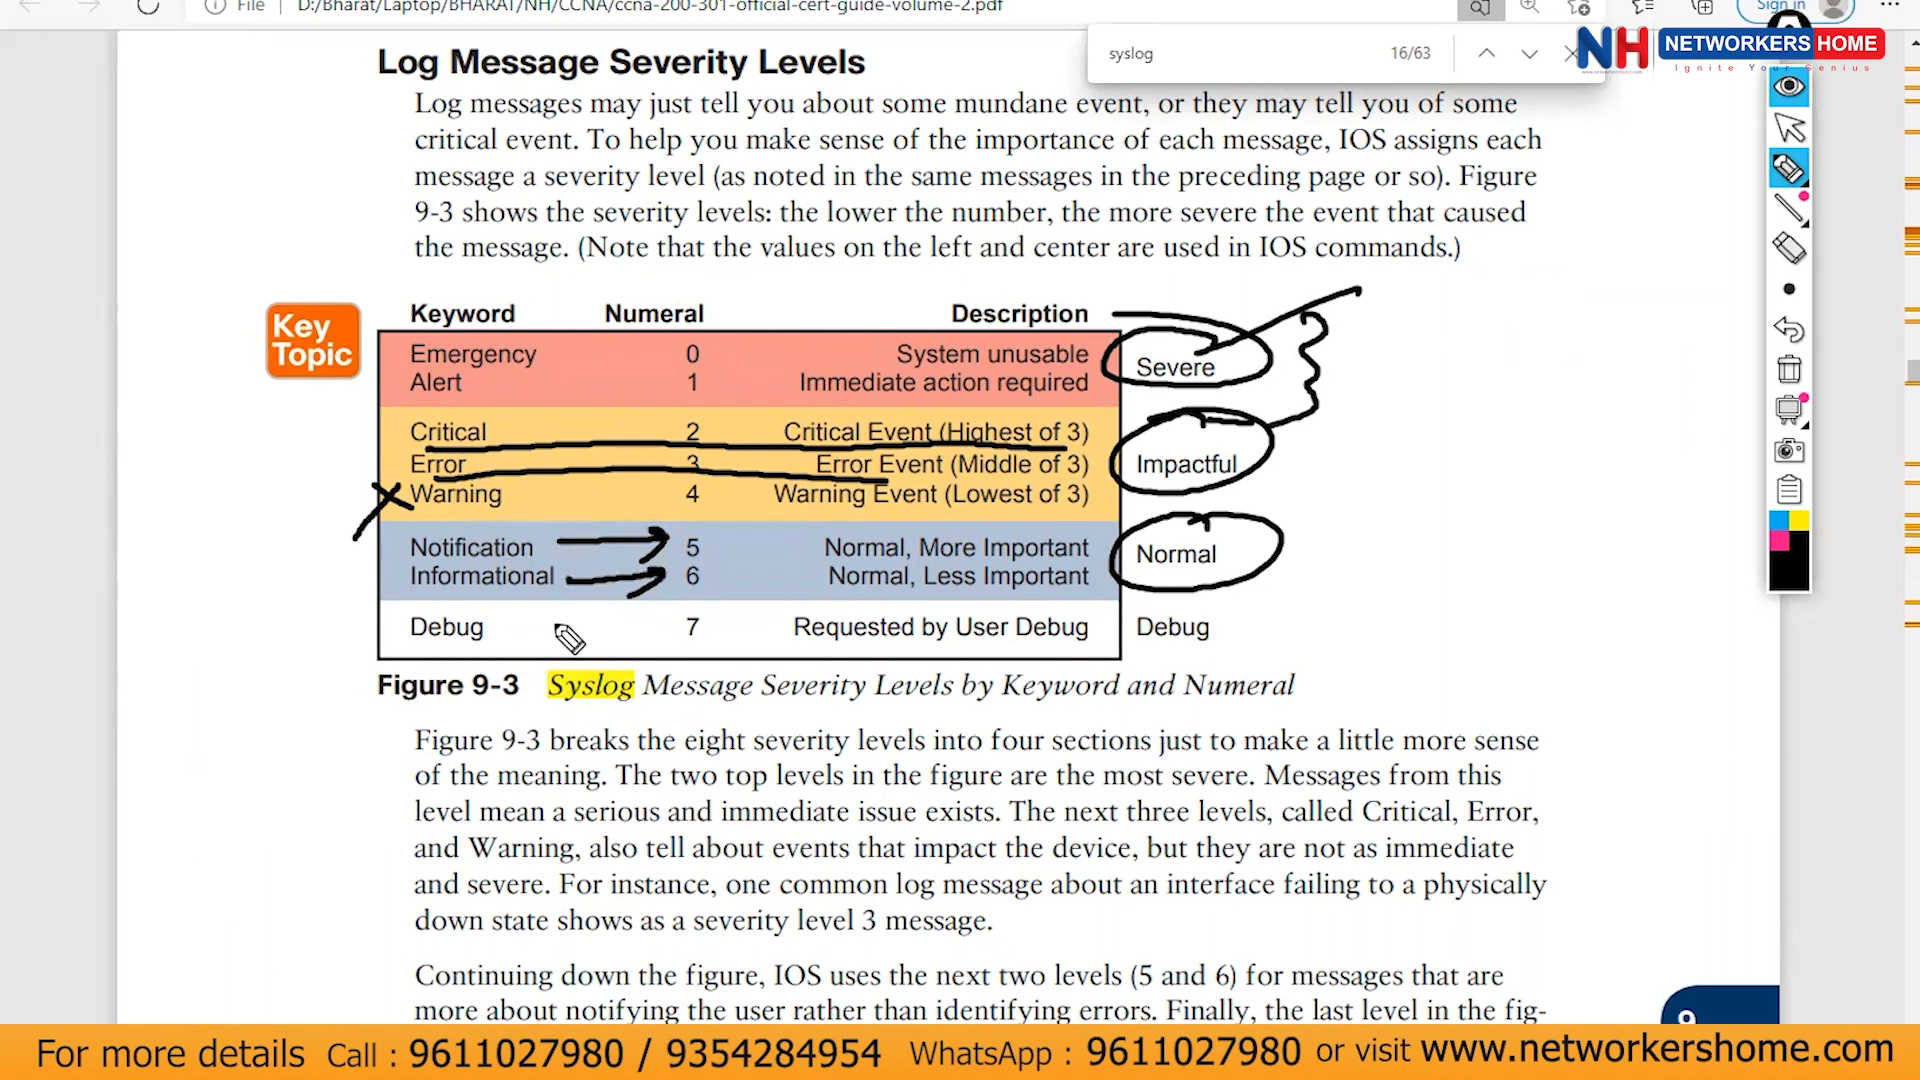 File
D:/Bharat/Laptop/BHARAT/NH/CCNA/ccna-200-301-official-cert-guide-volume-2.pdf
Sign in
syslog
16/63
NH
NETWORKERS HOME
Ignite Your Genius
Log Message Severity Levels
Log messages may just tell you about some mundane event, or they may tell you of some
critical event. To help you make sense of the importance of each message, IOS assigns each
message a severity level (as noted in the same messages in the preceding page or so). Figure
9-3 shows the severity levels: the lower the number, the more severe the event that caused
the message. (Note that the values on the left and center are used in IOS commands.)
Key
Topic
Keyword Numeral Description
Emergency 0 System unusable
Alert 1 Immediate action required
Severe
Critical 2 Critical Event (Highest of 3)
Error 3 Error Event (Middle of 3) Impactful
Warning 4 Warning Event (Lowest of 3)
Notification 5 Normal, More Important
Normal
Informational 6 Normal, Less Important
Debug 7 Requested by User Debug Debug
Figure 9-3 Syslog Message Severity Levels by Keyword and Numeral
Figure 9-3 breaks the eight severity levels into four sections just to make a little more sense
of the meaning. The two top levels in the figure are the most severe. Messages from this
level mean a serious and immediate issue exists. The next three levels, called Critical, Error,
and Warning, also tell about events that impact the device, but they are not as immediate
and severe. For instance, one common log message about an interface failing to a physically
down state shows as a severity level 3 message.
Continuing down the figure, IOS uses the next two levels (5 and 6) for messages that are
more about notifying the user rather than identifying errors. Finally, the last level in the fig-
9
For more details Call : 9611027980 / 9354284954 WhatsApp : 9611027980 or visit www.networkershome.com